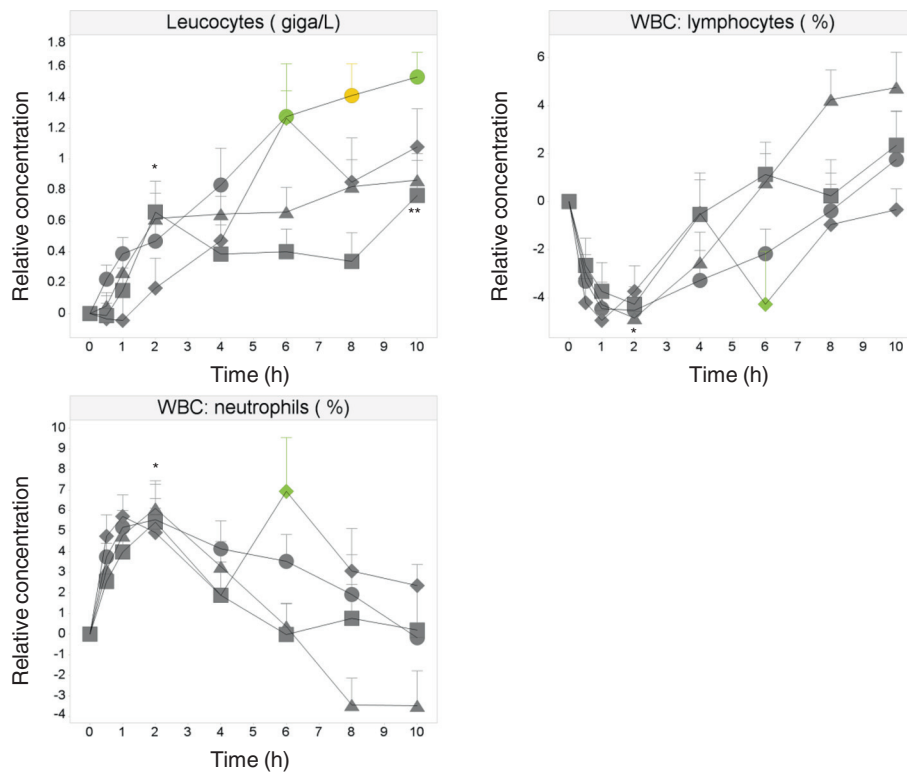 Leucocytes ( giga/L)
Relative concentration
1.8
1.6
1.4
1.2
1
0.8
0.6
0.4
0.2
0
*
**
0 1 2 3 4 5 6 7 8 9 10
Time (h)
WBC: lymphocytes ( %)
Relative concentration
6
4
2
0
-2
-4
*
0 1 2 3 4 5 6 7 8 9 10
Time (h)
WBC: neutrophils ( %)
Relative concentration
10
9
8
7
6
5
4
3
2
1
0
-1
-2
-3
-4
*
0 1 2 3 4 5 6 7 8 9 10
Time (h)